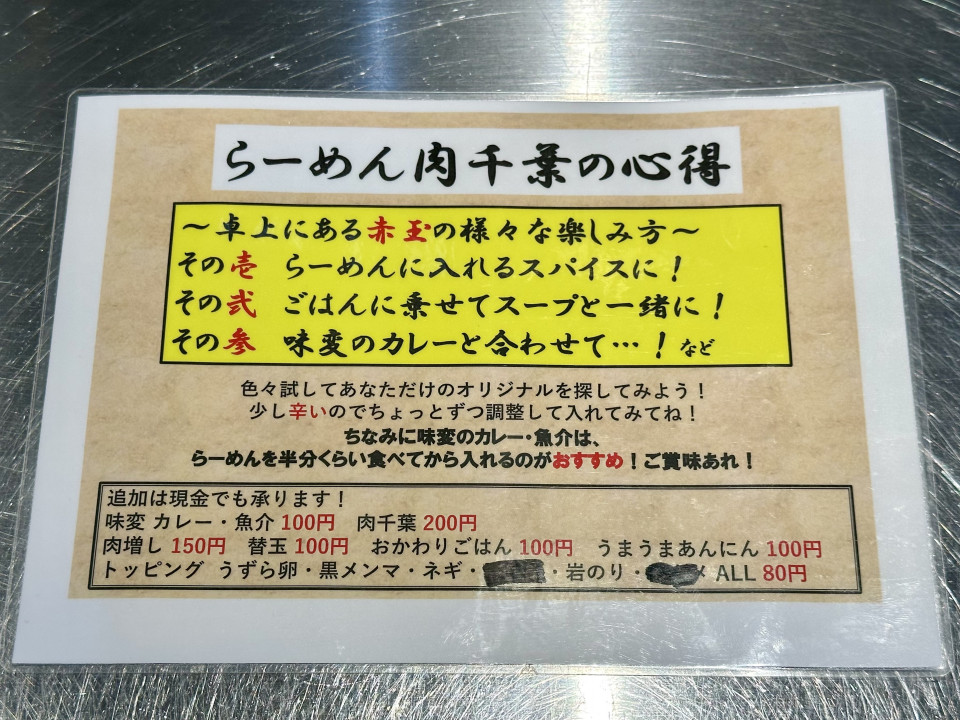 らーめん肉千葉の心得
～卓上にある赤玉の様々な楽しみ方～
その壱 らーめんに入れるスパイスに！
その弐 ごはんに乗せてスープと一緒に！
その参 味変のカレーと合わせて…！など
色々試してあなただけのオリジナルを探してみよう！
少し辛いのでちょっとずつ調整して入れてみてね！
ちなみに味変のカレー・魚介は、
らーめんを半分くらい食べてから入れるのがおすすめ！ご賞味あれ！
追加は現金でも承ります！
味変 カレー・魚介 100円 肉千葉 200円
肉増し 150円 替玉 100円 おかわりごはん 100円 うまうまあんにん 100円
トッピング うずら卵・黒メンマ・ネギ・ ・岩のり・ ALL 80円